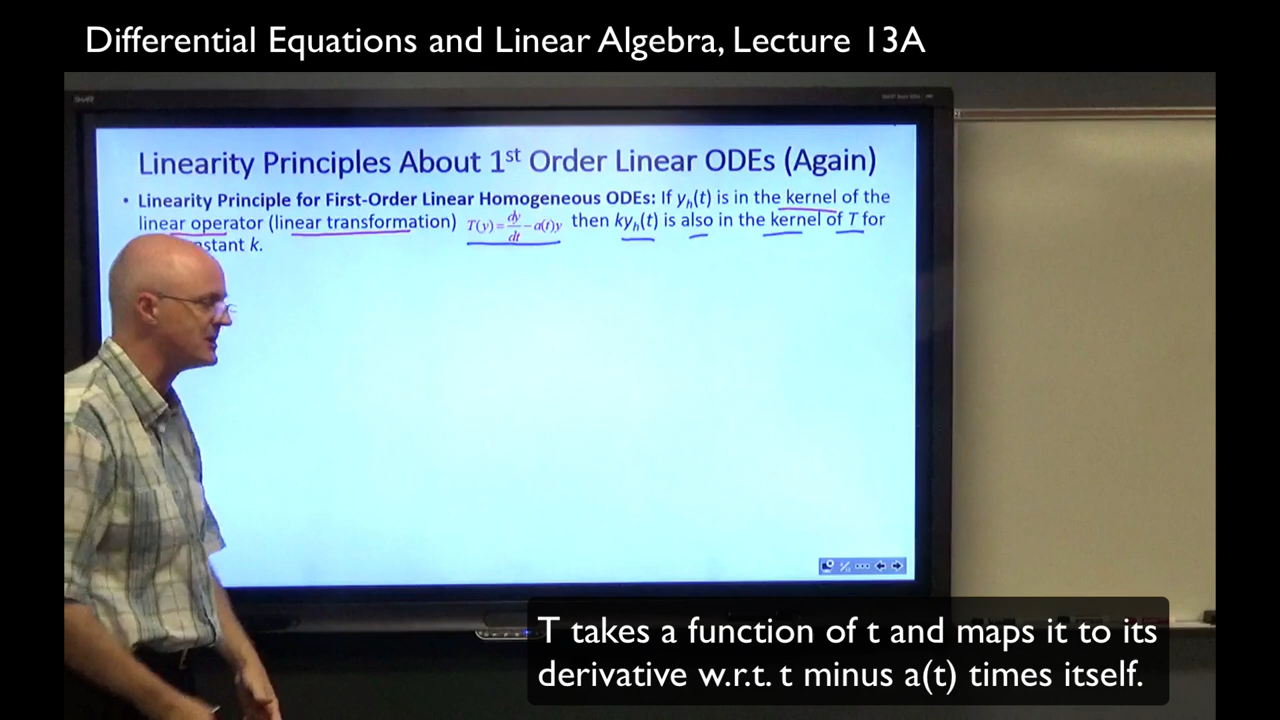 Differential Equations and Linear Algebra, Lecture 13A
SMART
Linearity Principles About 1st Order Linear ODEs (Again)
• Linearity Principle for First-Order Linear Homogeneous ODEs: If yₕ(t) is in the kernel of the
linear operator (linear transformation) T(y) = dy/dt − a(t)y then kyₕ(t) is also in the kernel of T for
stant k.
T takes a function of t and maps it to its
derivative w.r.t. t minus a(t) times itself.